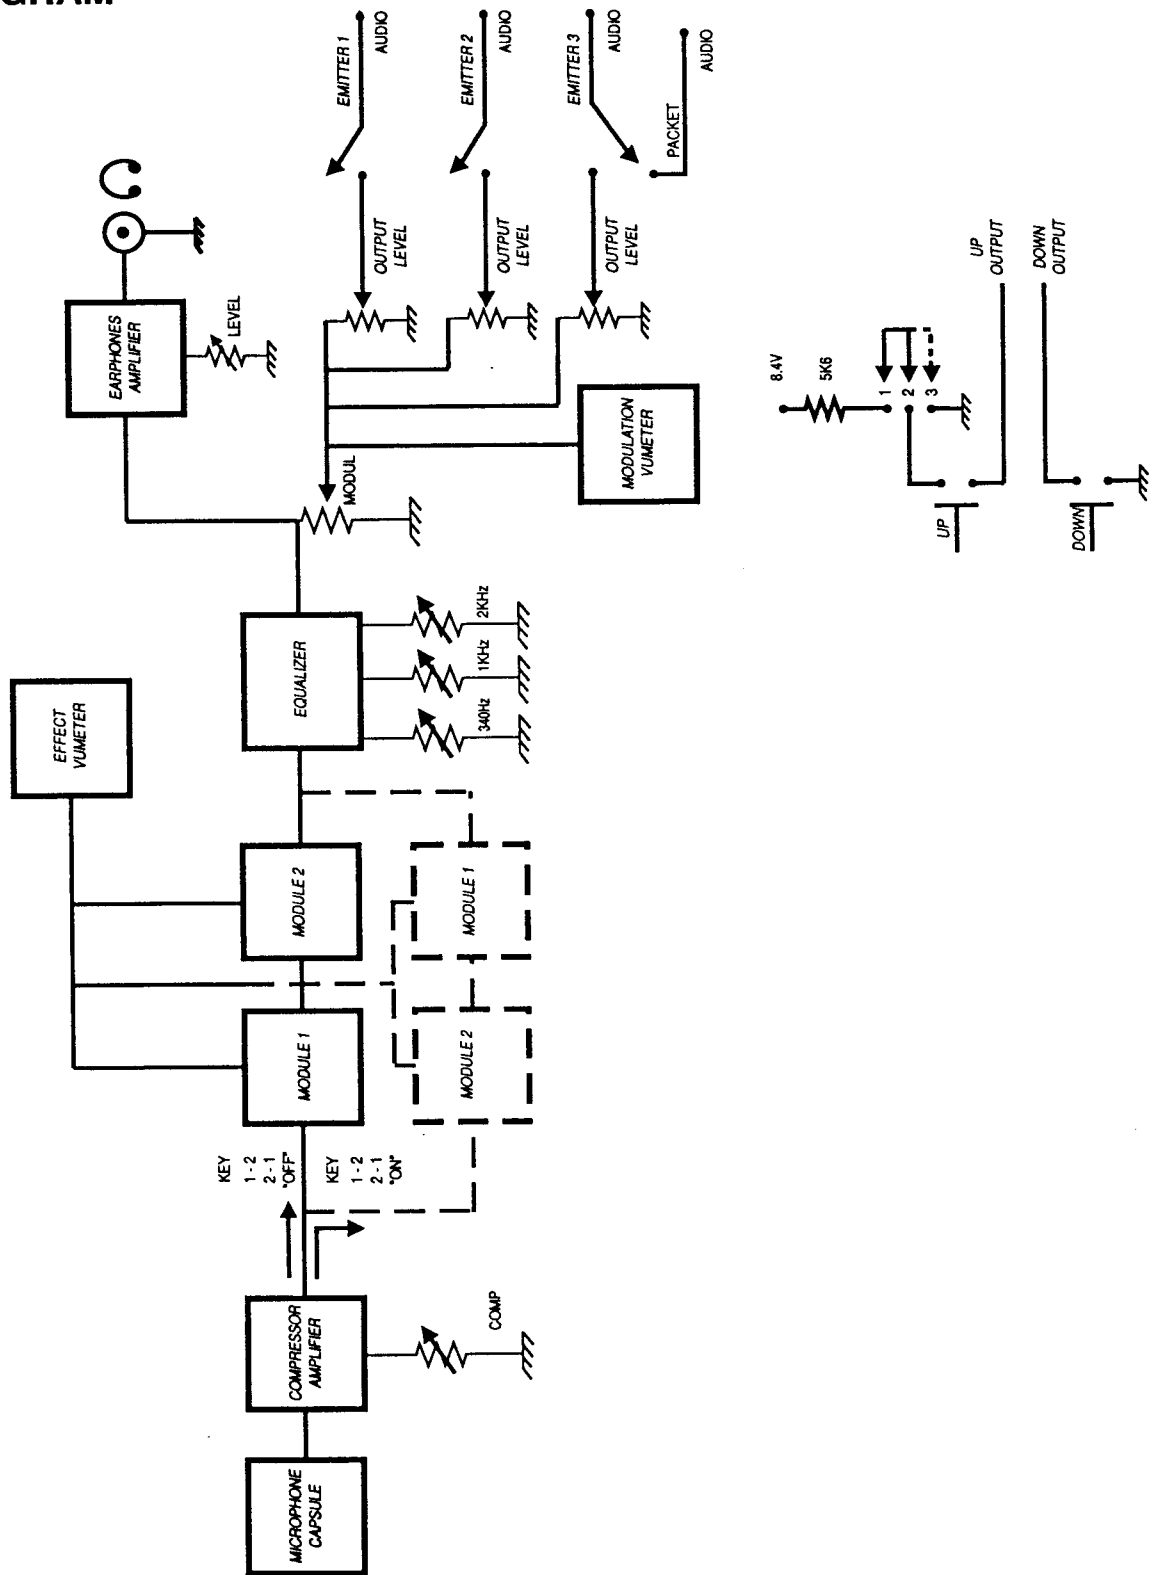 GRAM
MICROPHONE
CAPSULE
COMPRESSOR
AMPLIFIER
COMP
KEY
1 - 2
2 - 1
"OFF"
KEY
1 - 2
2 - 1
"ON"
MODULE 1
MODULE 2
MODULE 2
MODULE 1
EFFECT
VUMETER
EQUALIZER
340Hz
1KHz
2KHz
EARPHONES
AMPLIFIER
LEVEL
MODUL
MODULATION
VUMETER
OUTPUT
LEVEL
OUTPUT
LEVEL
OUTPUT
LEVEL
EMITTER 1
AUDIO
EMITTER 2
AUDIO
EMITTER 3
AUDIO
PACKET
AUDIO
8.4V
5K6
1
2
3
UP
UP
OUTPUT
DOWN
DOWN
OUTPUT